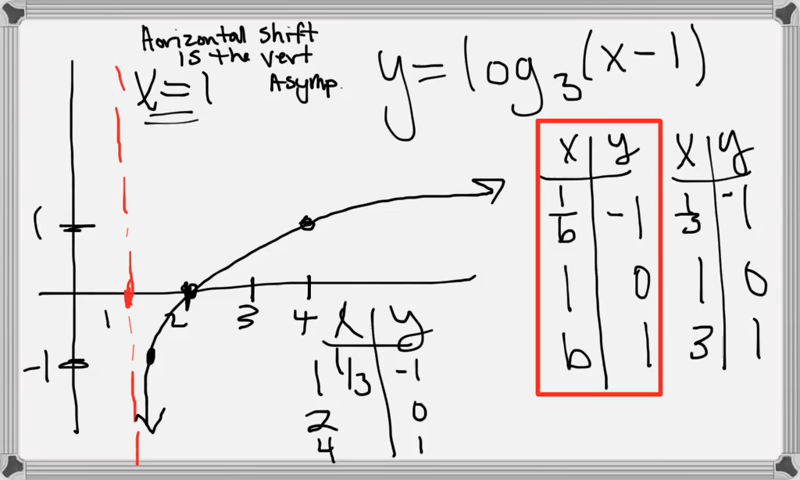 Horizontal shift
is the vert
Asymp.
x = 1
y = log₃(x - 1)
x | y
1/b | -1
1 | 0
b | 1
x | y
1/3 | -1
1 | 0
3 | 1
1
-1
1 2 3 4
x | y
1 1/3 | -1
2 | 0
4 | 1